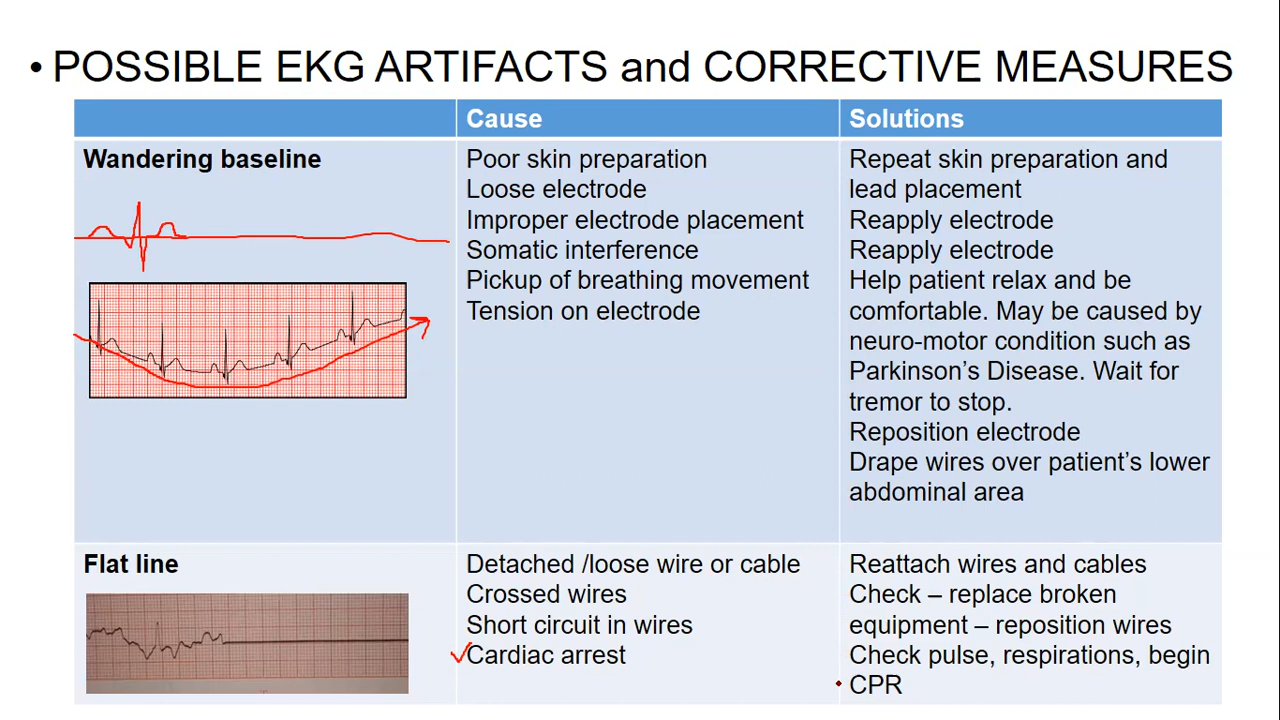 • POSSIBLE EKG ARTIFACTS and CORRECTIVE MEASURES
Cause
Solutions
Wandering baseline
Poor skin preparation
Loose electrode
Improper electrode placement
Somatic interference
Pickup of breathing movement
Tension on electrode
Repeat skin preparation and
lead placement
Reapply electrode
Reapply electrode
Help patient relax and be
comfortable. May be caused by
neuro-motor condition such as
Parkinson’s Disease. Wait for
tremor to stop.
Reposition electrode
Drape wires over patient’s lower
abdominal area
Flat line
Detached /loose wire or cable
Crossed wires
Short circuit in wires
Cardiac arrest
Reattach wires and cables
Check – replace broken
equipment – reposition wires
Check pulse, respirations, begin
CPR